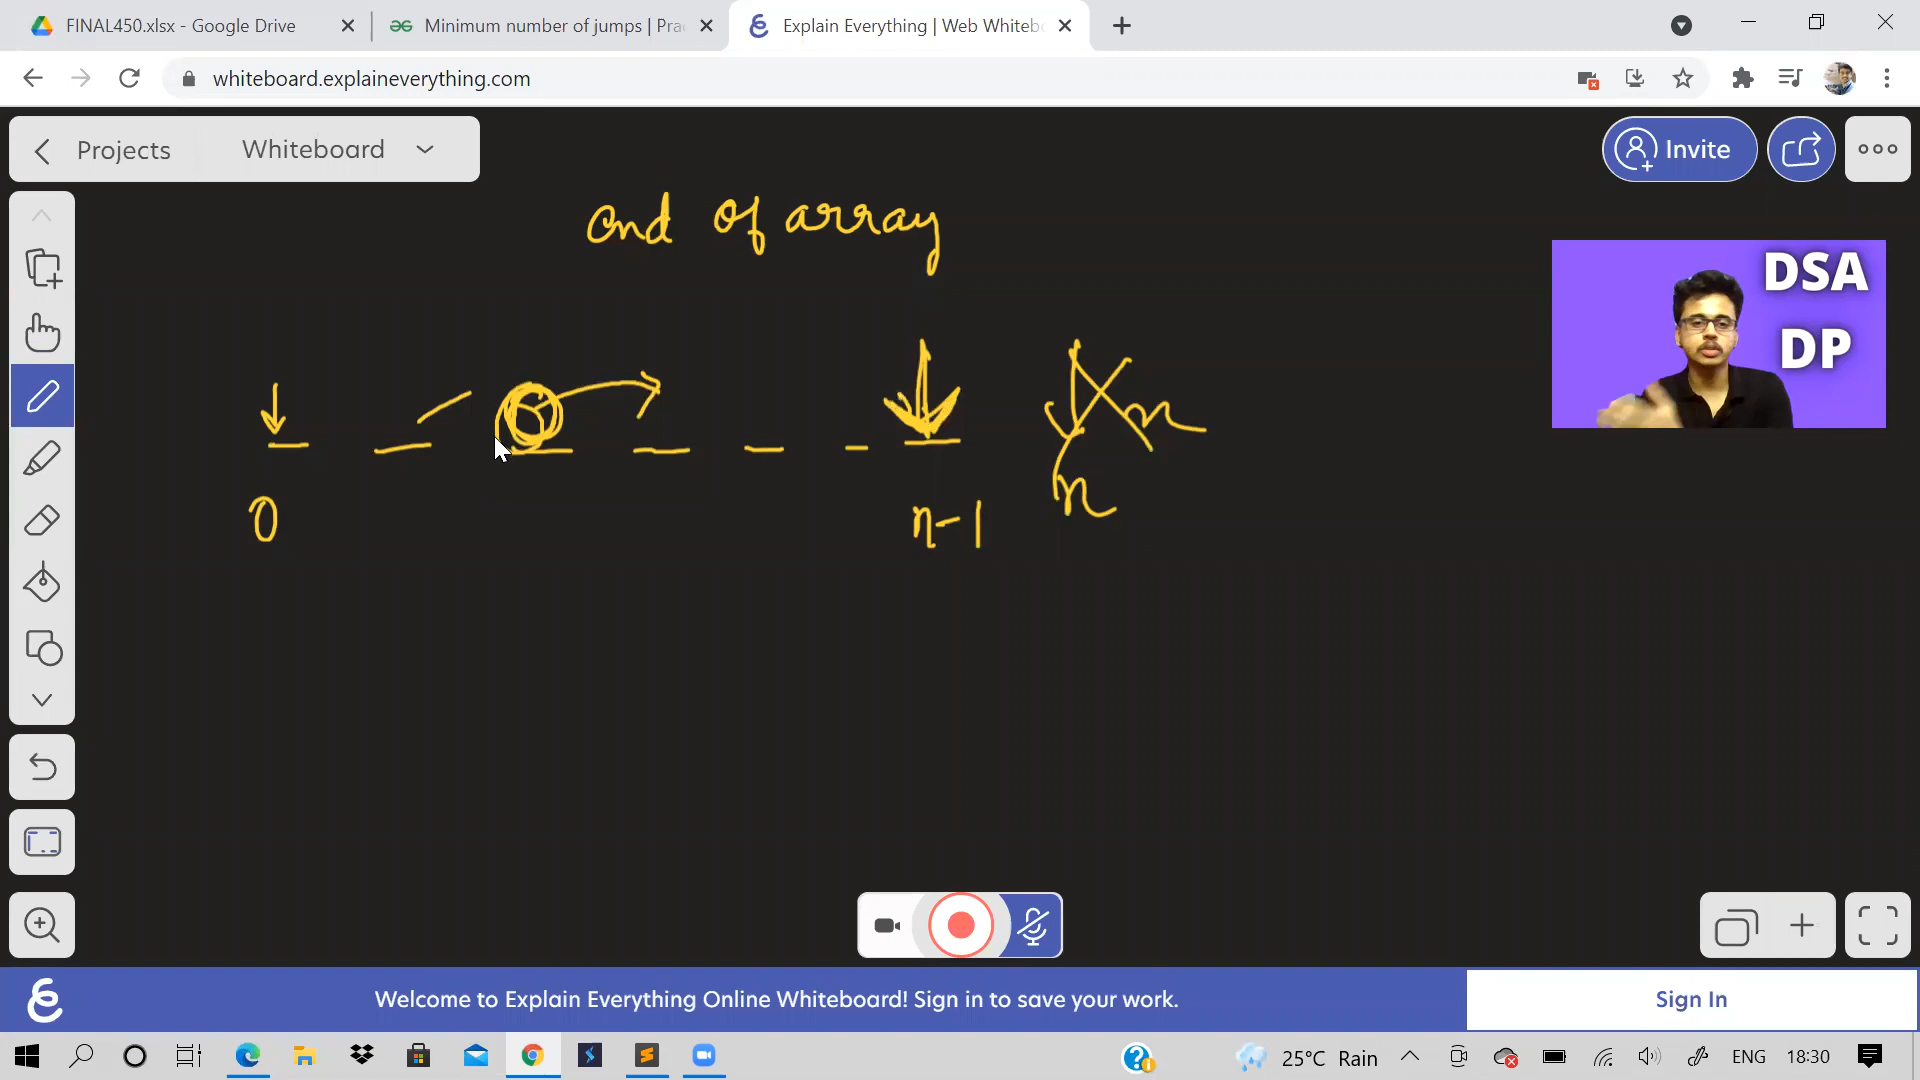 FINAL450.xlsx - Google Drive
Minimum number of jumps | Pra
Explain Everything | Web Whiteb
whiteboard.explaineverything.com
Projects
Whiteboard
Invite
end of array
DSA
DP
0
n-1
n
n
Welcome to Explain Everything Online Whiteboard! Sign in to save your work.
Sign In
25°C Rain
ENG
18:30